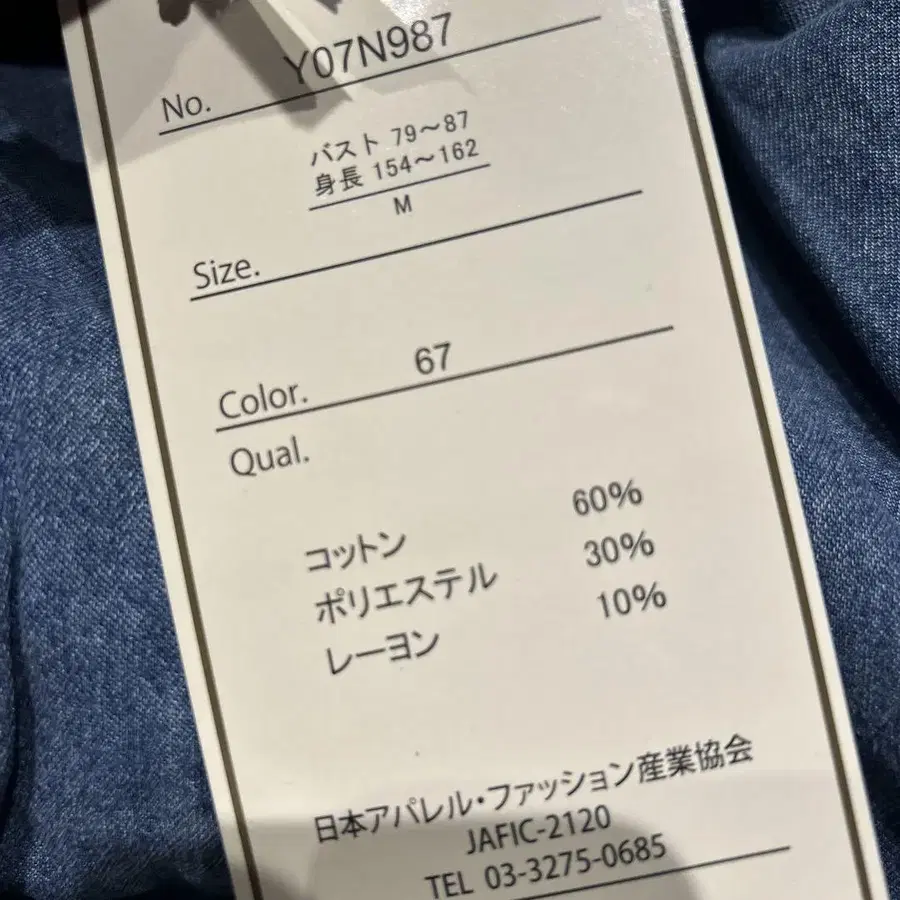 No. Y07N987
バスト 79～87
身長 154～162
M
Size.
Color. 67
Qual.
コットン 60%
ポリエステル 30%
レーヨン 10%
日本アパレル・ファッション産業協会
JAFIC-2120
TEL 03-3275-0685